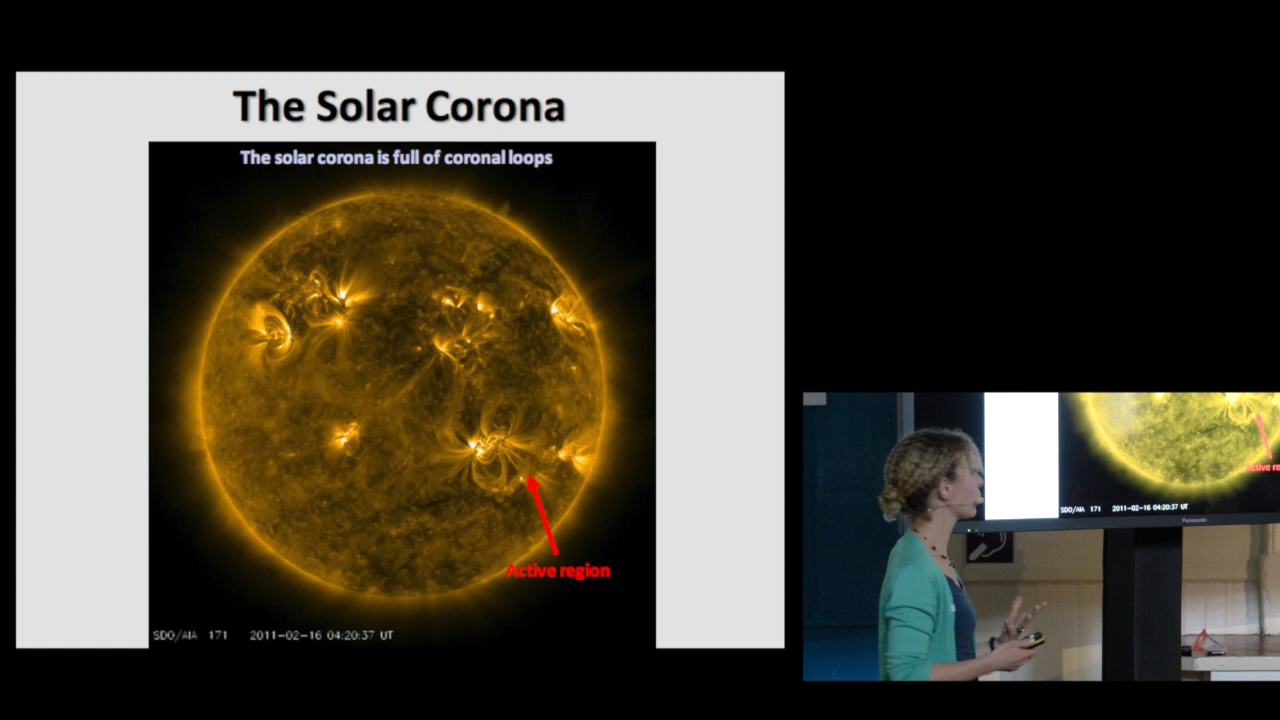 The Solar Corona
The solar corona is full of coronal loops
Active region
SDO/AIA 171 2011-02-16 04:20:37 UT
SDO/AIA 171 2011-02-16 04:20:37 UT
Panasonic